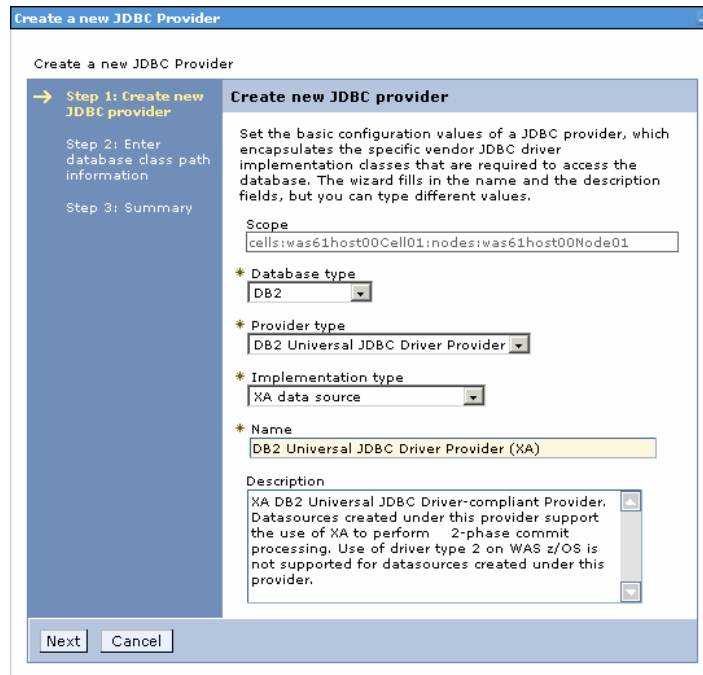 Create a new JDBC Provider
Create a new JDBC Provider
Step 1: Create new
JDBC provider
Step 2: Enter
database class path
information
Step 3: Summary
Create new JDBC provider
Set the basic configuration values of a JDBC provider, which
encapsulates the specific vendor JDBC driver
implementation classes that are required to access the
database. The wizard fills in the name and the description
fields, but you can type different values.
Scope
cells:was61host00Cell01:nodes:was61host00Node01
* Database type
DB2
* Provider type
DB2 Universal JDBC Driver Provider
* Implementation type
XA data source
* Name
DB2 Universal JDBC Driver Provider (XA)
Description
XA DB2 Universal JDBC Driver-compliant Provider.
Datasources created under this provider support
the use of XA to perform 2-phase commit
processing. Use of driver type 2 on WAS z/OS is
not supported for datasources created under this
provider.
Next Cancel